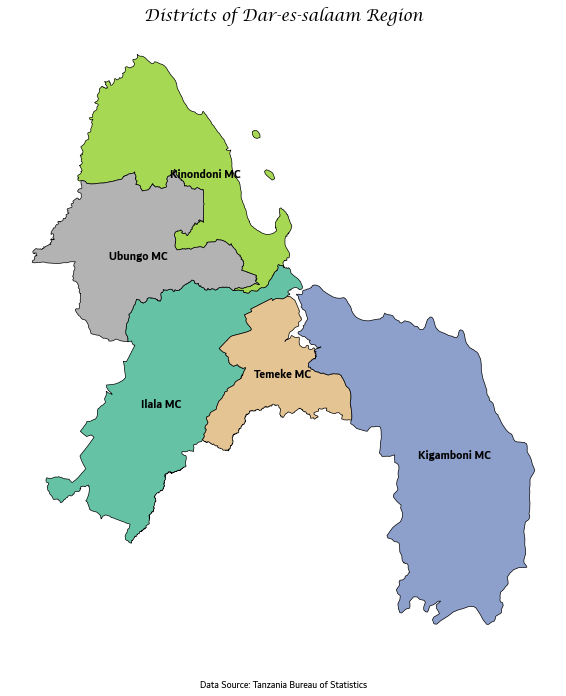 Districts of Dar-es-salaam Region
Kinondoni MC
Ubungo MC
Temeke MC
Ilala MC
Kigamboni MC
Data Source: Tanzania Bureau of Statistics